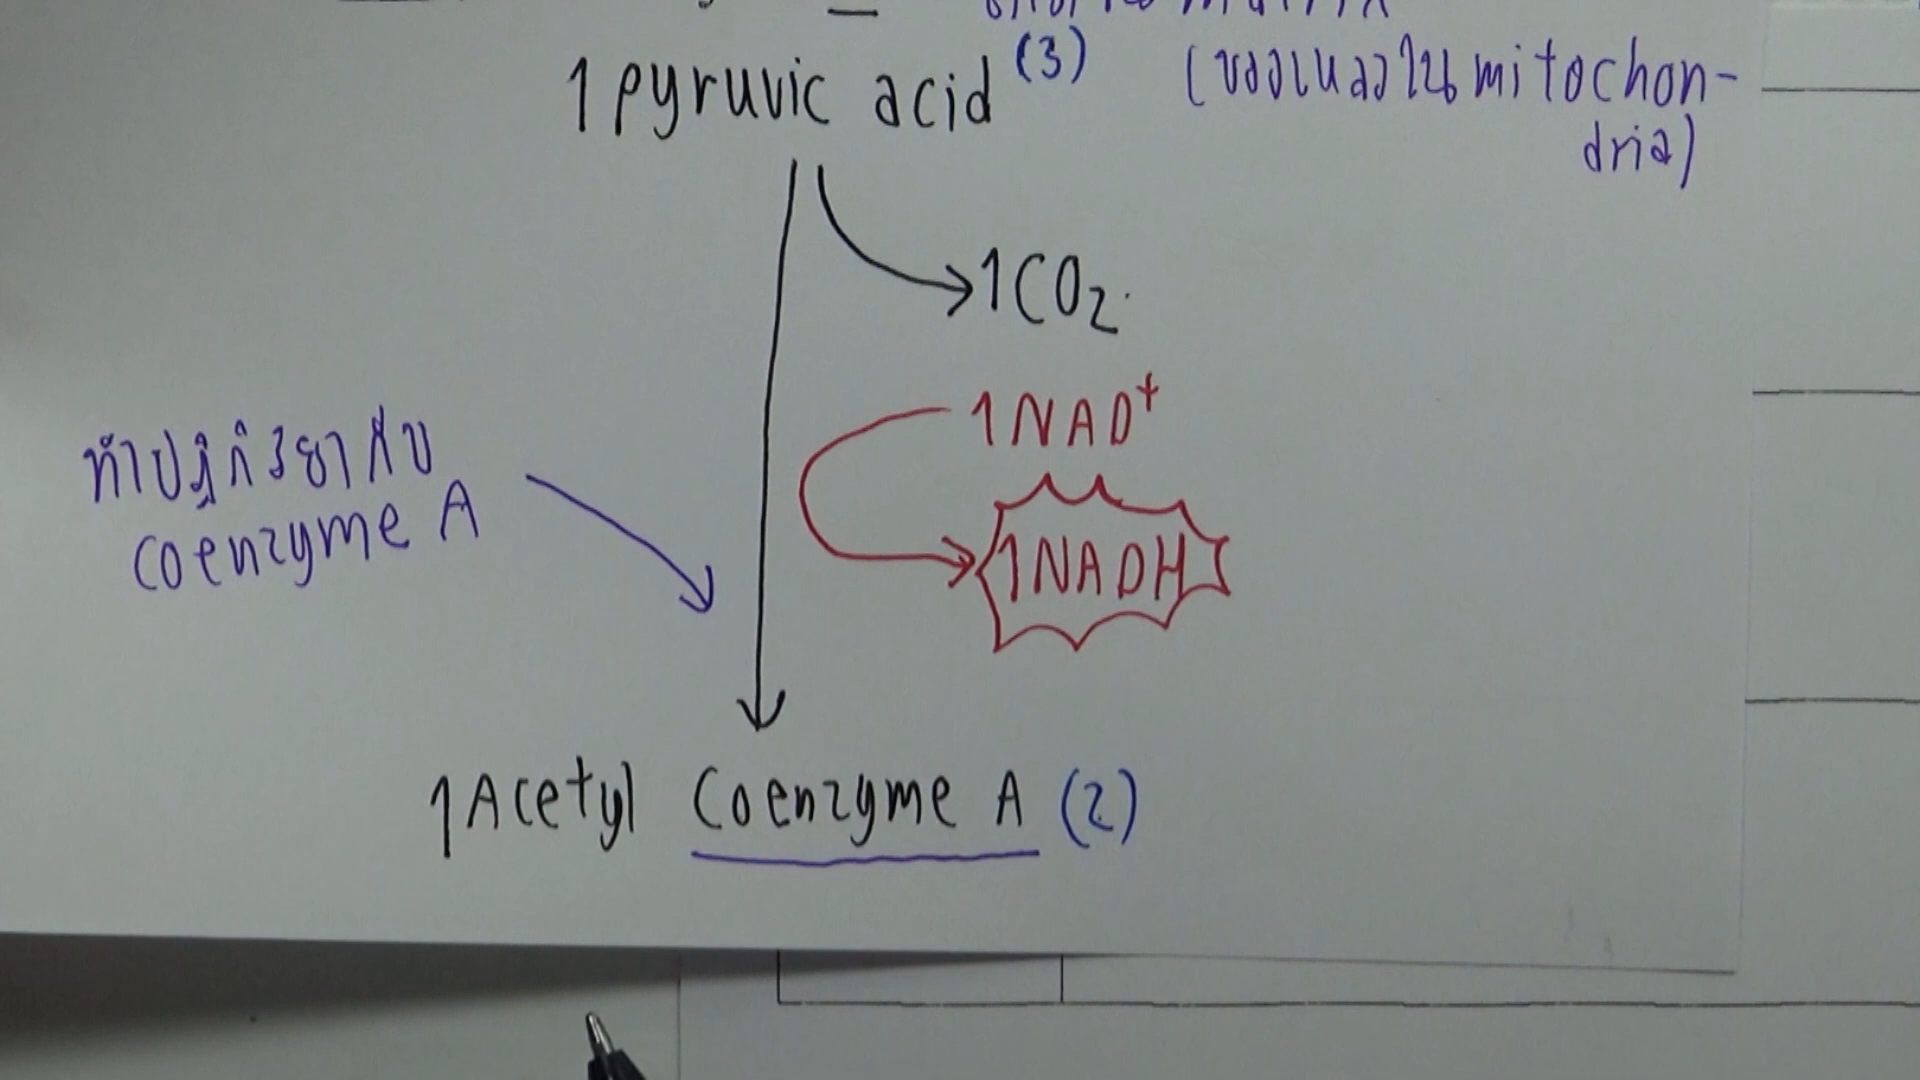 1 pyruvic acid (3)
(ของเหลวในmitochon-
dria)
1CO2
1NAD+
1NADH
ทำปฏิกิริยากับ
coenzyme A
1 Acetyl Coenzyme A (2)